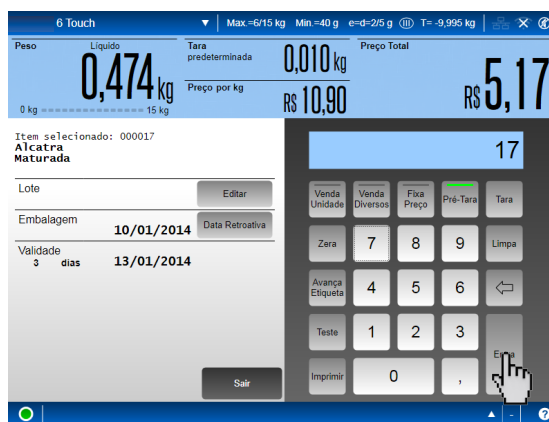 6 Touch ▼ Max.=6/15 kg Min.=40 g e=d=2/5 g (III) T= -9,995 kg
Peso Líquido
0,474 kg
0 kg 15 kg
Tara
predeterminada
0,010 kg
Preço por kg
R$ 10,90
Preço Total
R$ 5,17
Item selecionado: 000017
Alcatra
Maturada
Lote
Editar
Embalagem
10/01/2014
Data Retroativa
Validade
3 dias 13/01/2014
Sair
17
Venda Unidade
Venda Diversos
Fixa Preço
Pré-Tara
Tara
Zera 7 8 9 Limpa
Avança Etiqueta
4 5 6
Teste 1 2 3
Imprimir 0 ,
▲ - ?